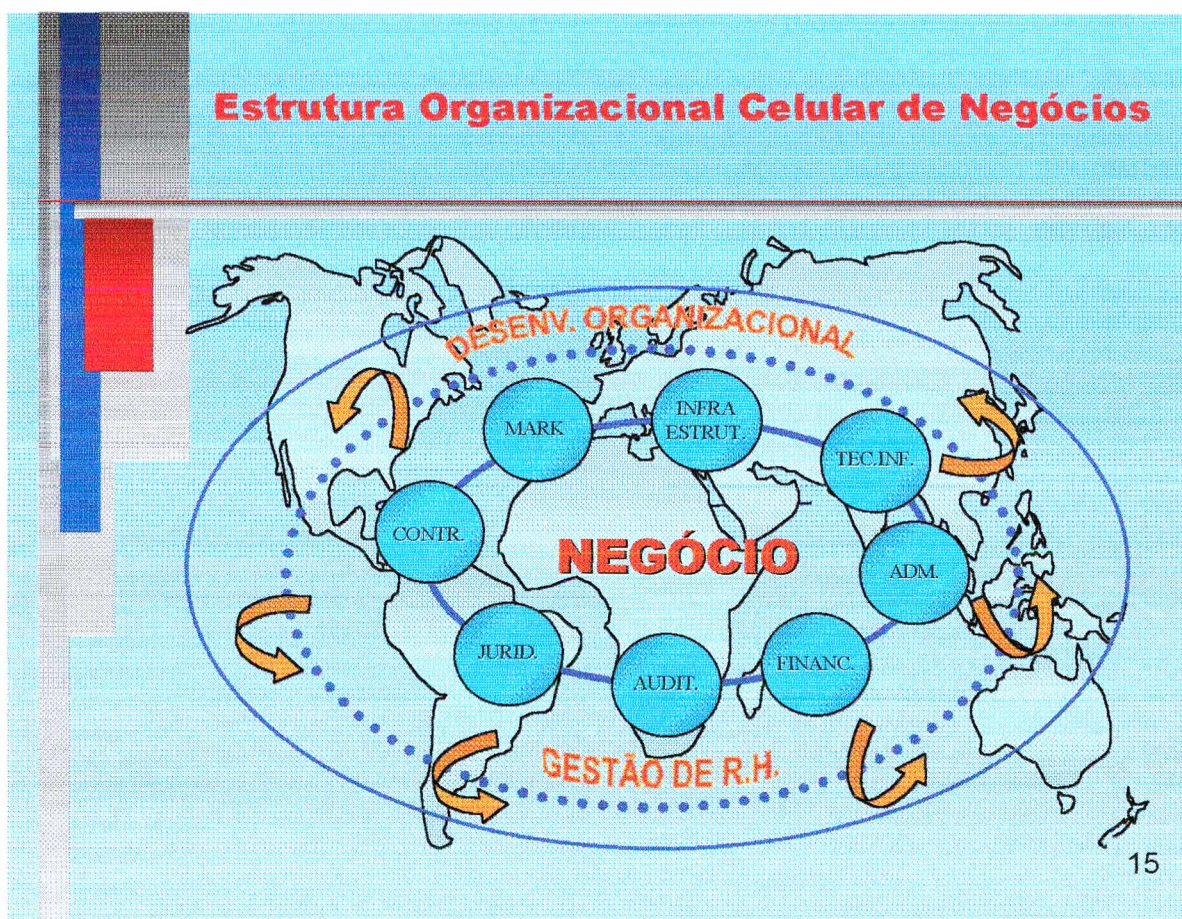 Estrutura Organizacional Celular de Negócios
DESENV. ORGANIZACIONAL
MARK
INFRA
ESTRUT.
TEC.INF.
CONTR.
NEGÓCIO
ADM.
JURID.
AUDIT.
FINANC.
GESTÃO DE R.H.
15